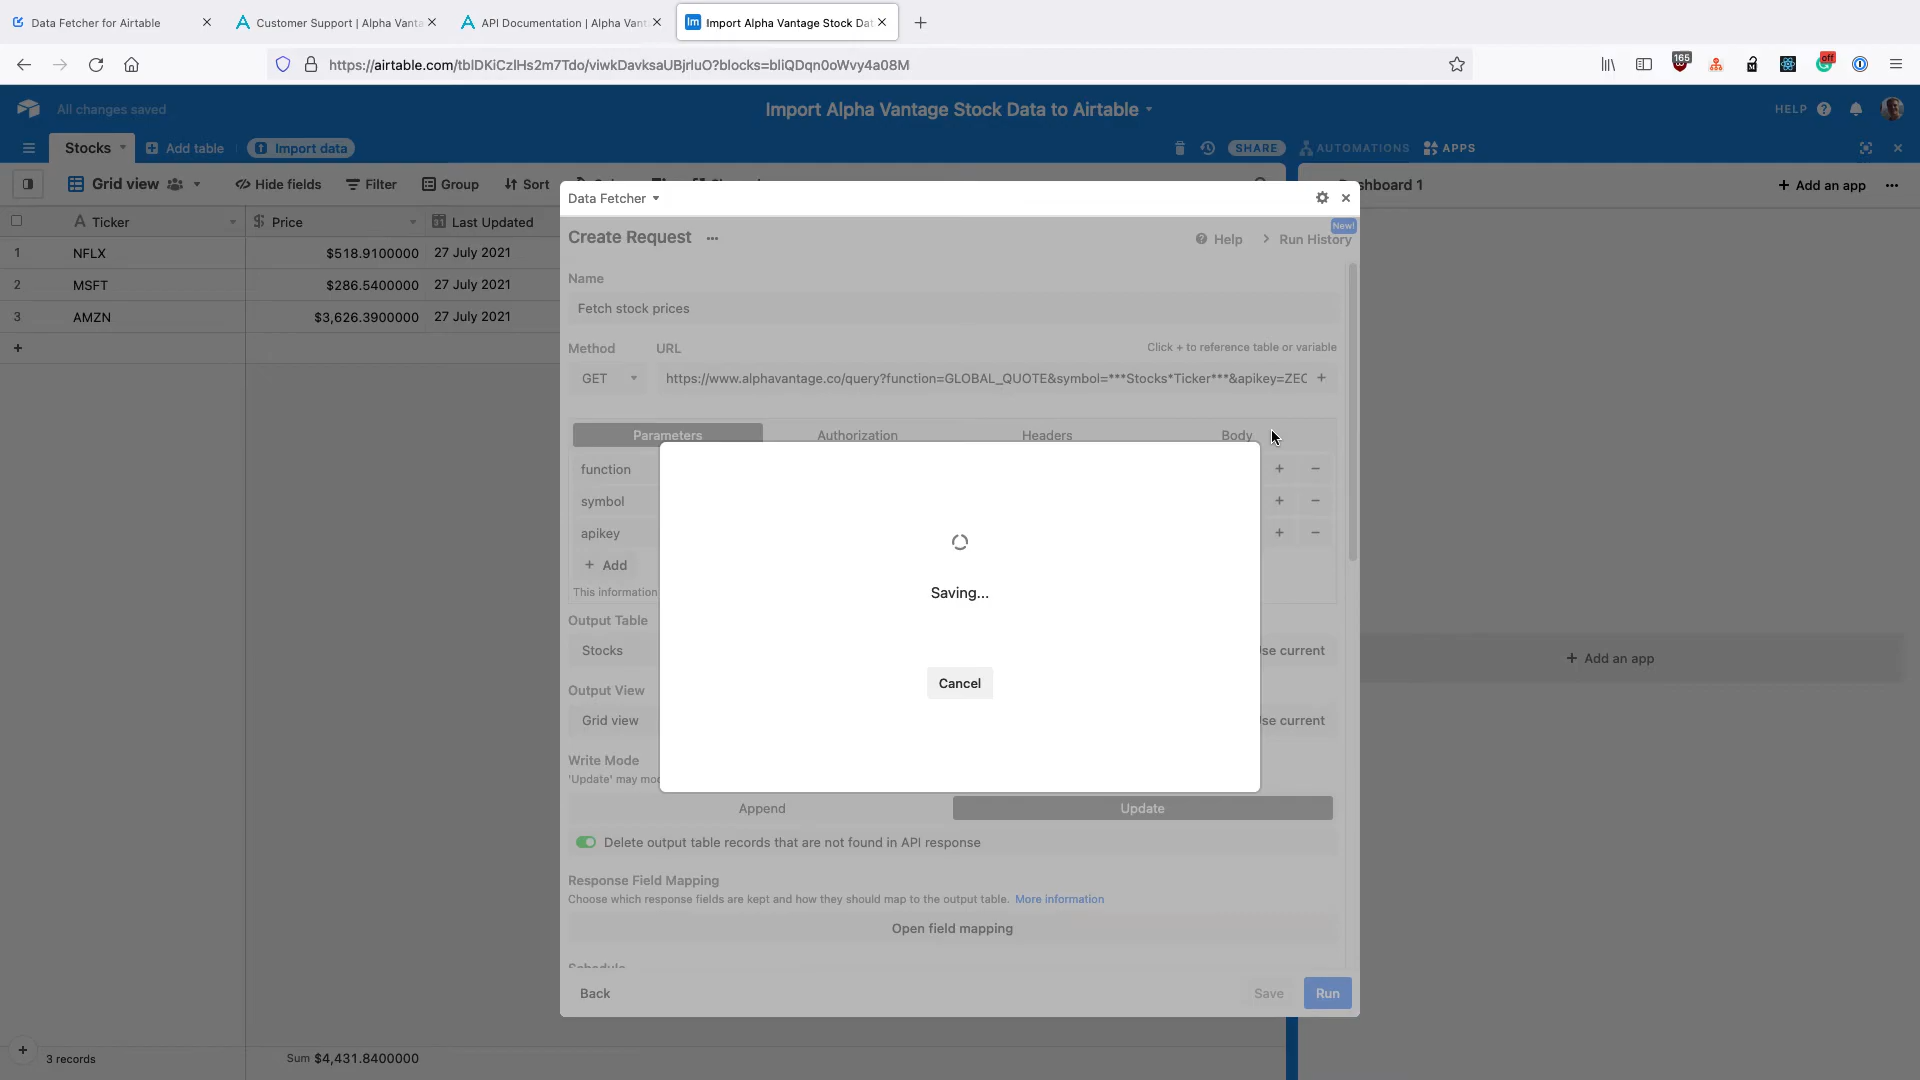 Data Fetcher for Airtable
Customer Support | Alpha Vanta
API Documentation | Alpha Vant
Import Alpha Vantage Stock Dat
https://airtable.com/tblDKiCzlHs2m7Tdo/viwkDavksaUBjrluO?blocks=bliQDqn0oWvy4a08M
165
off
All changes saved
Import Alpha Vantage Stock Data to Airtable
HELP
Stocks
Add table
Import data
SHARE
AUTOMATIONS
APPS
Grid view
Hide fields
Filter
Group
Sort
Data Fetcher
shboard 1
+ Add an app
Ticker
Price
Last Updated
1 NFLX $518.9100000 27 July 2021
2 MSFT $286.5400000 27 July 2021
3 AMZN $3,626.3900000 27 July 2021
+
Create Request
New!
Help
Run History
Name
Fetch stock prices
Method
URL
Click + to reference table or variable
GET
https://www.alphavantage.co/query?function=GLOBAL_QUOTE&symbol=***Stocks*Ticker***&apikey=ZEC
+
Parameters
Authorization
Headers
Body
function
+ −
symbol
+ −
apikey
+ −
+ Add
This information
Saving...
Cancel
Output Table
Stocks
se current
Output View
Grid view
se current
+ Add an app
Write Mode
'Update' may mo
Append
Update
Delete output table records that are not found in API response
Response Field Mapping
Choose which response fields are kept and how they should map to the output table. More information
Open field mapping
Schedule
Back
Save
Run
+
3 records
Sum $4,431.8400000